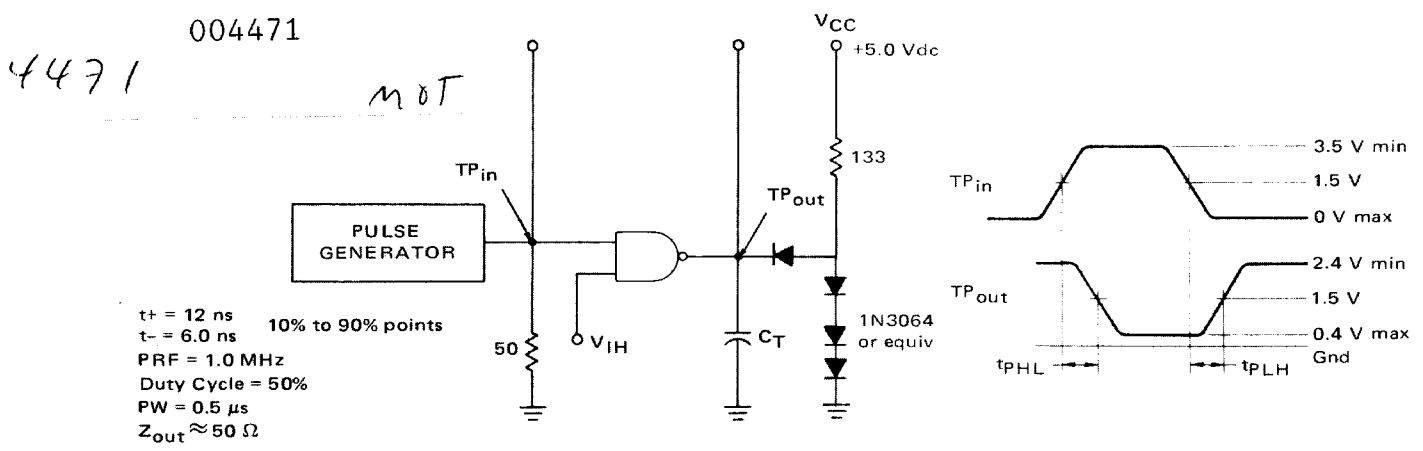 004471
4471
MOT
VCC
+5.0 Vdc
133
TPin
TPout
PULSE
GENERATOR
t+ = 12 ns
t- = 6.0 ns
10% to 90% points
PRF = 1.0 MHz
Duty Cycle = 50%
PW = 0.5 μs
Zout ≈ 50 Ω
50
VIH
CT
1N3064
or equiv
TPin
3.5 V min
1.5 V
0 V max
TPout
2.4 V min
1.5 V
0.4 V max
Gnd
tPHL
tPLH